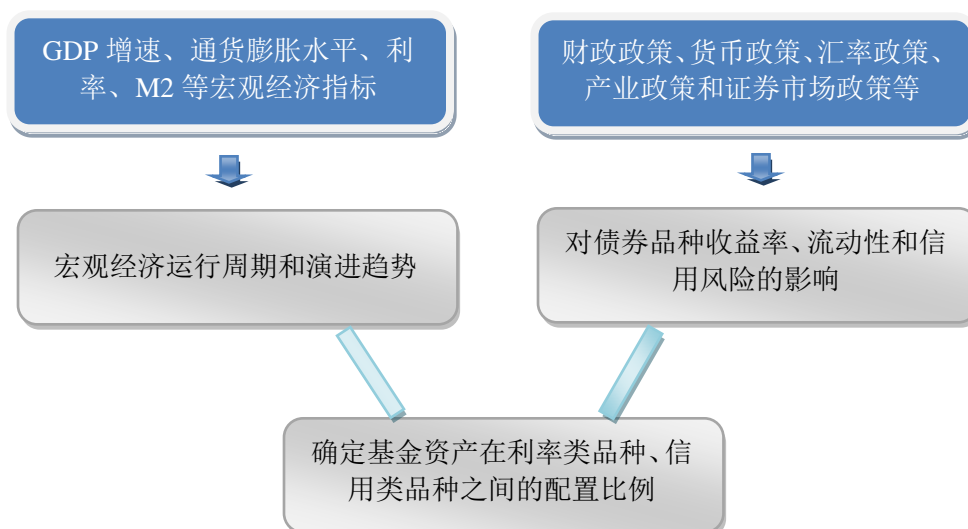 GDP 增速、通货膨胀水平、利
率、M2 等宏观经济指标
财政政策、货币政策、汇率政策、
产业政策和证券市场政策等
宏观经济运行周期和演进趋势
对债券品种收益率、流动性和信
用风险的影响
确定基金资产在利率类品种、信
用类品种之间的配置比例